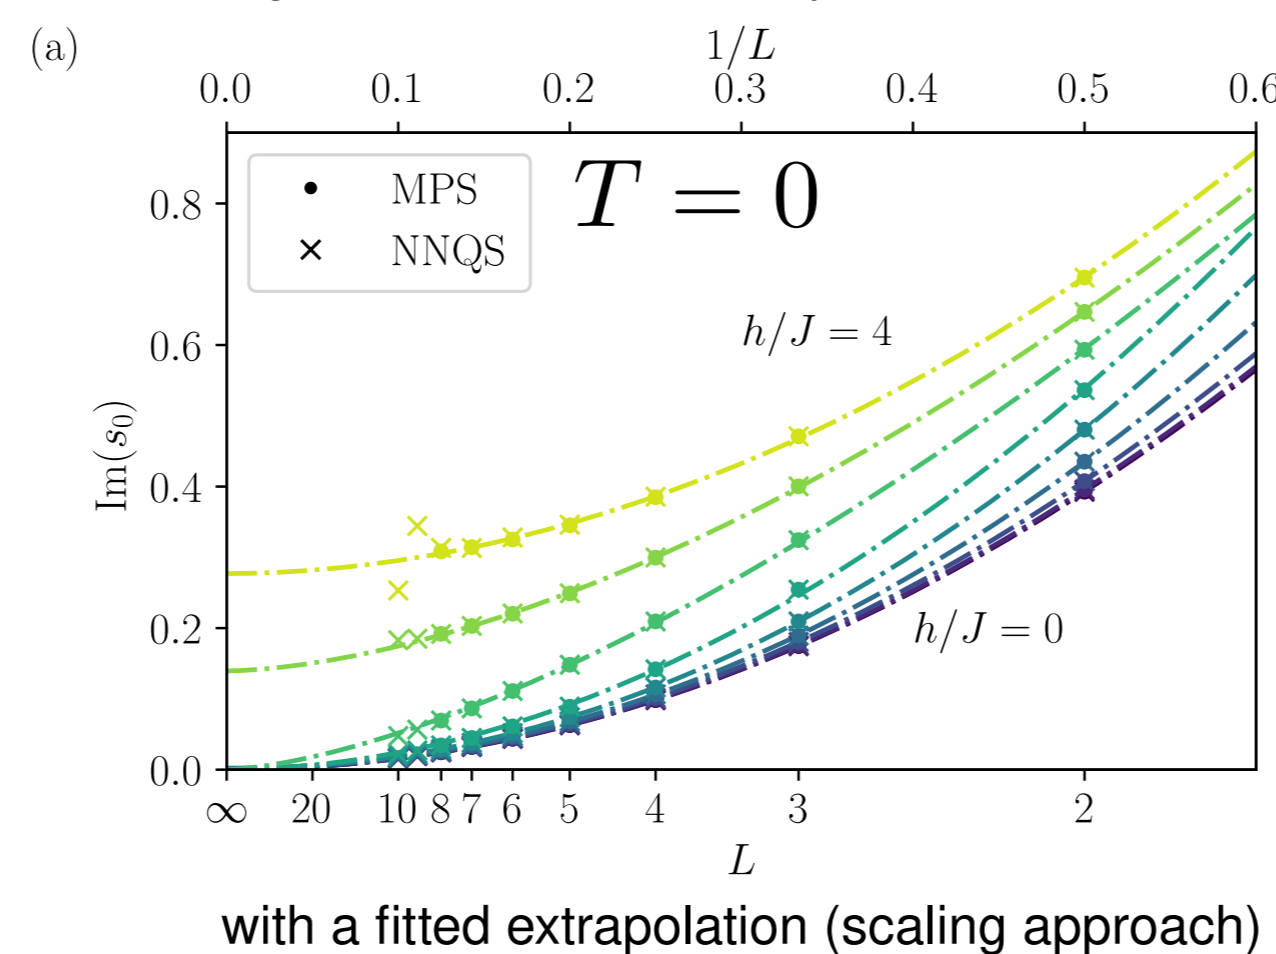 (a)
1/L
0.0 0.1 0.2 0.3 0.4 0.5 0.6
MPS
NNQS
T = 0
0.8
0.6
0.4
0.2
0.0
Im(s₀)
h/J = 4
h/J = 0
∞ 20 10 8 7 6 5 4 3 2
L
with a fitted extrapolation (scaling approach)